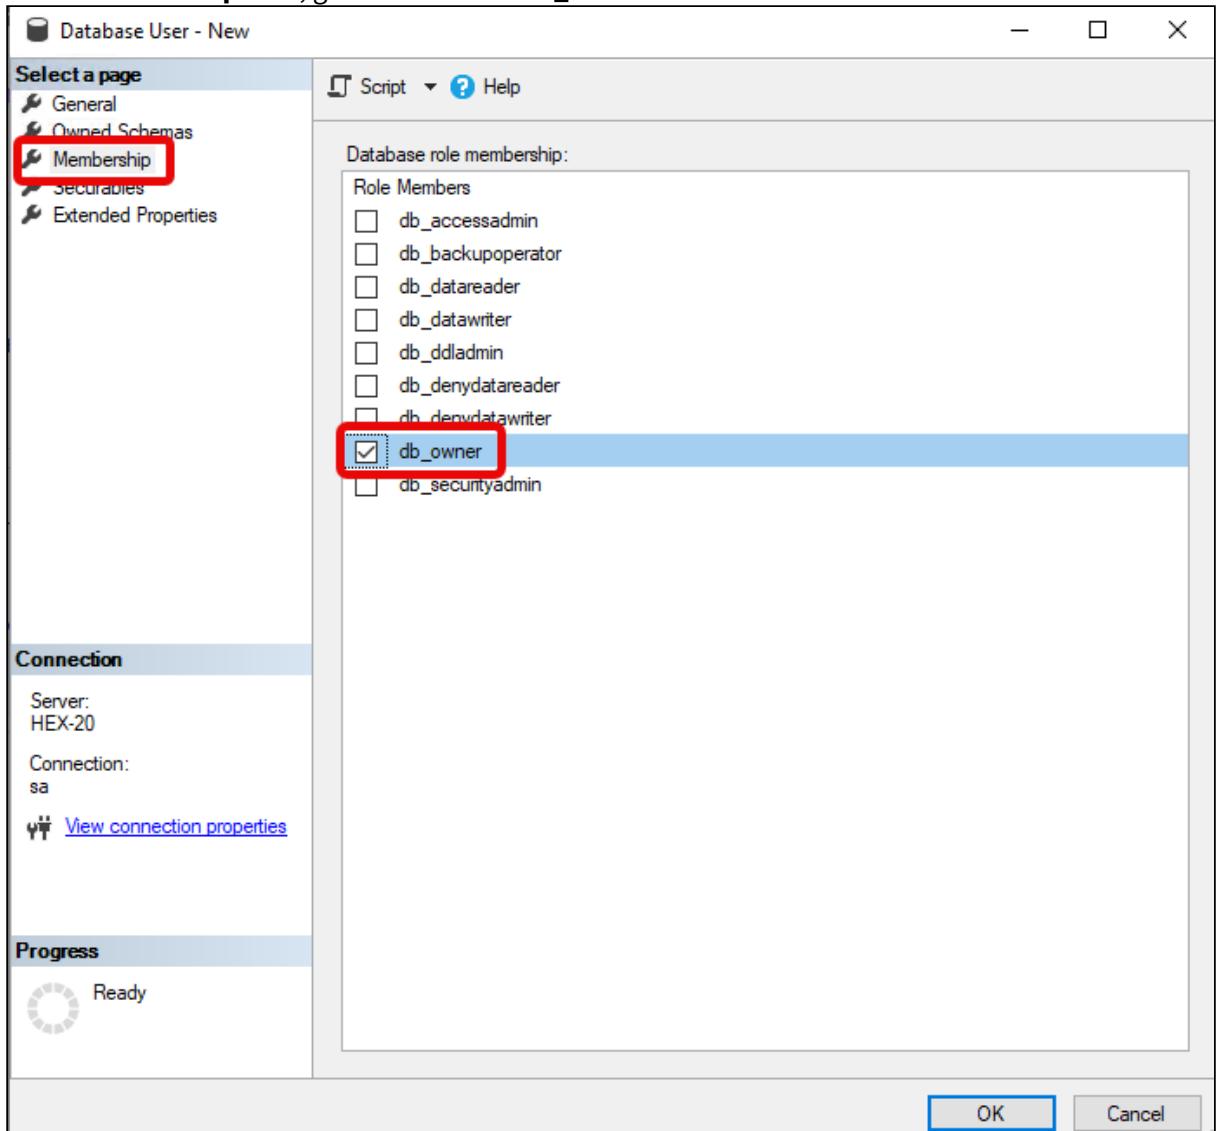 Database User - New
Select a page
General
Owned Schemas
Membership
Securables
Extended Properties
Script
Help
Database role membership:
Role Members
db_accessadmin
db_backupoperator
db_datareader
db_datawriter
db_ddladmin
db_denydatareader
db_denydatawriter
db_owner
db_securityadmin
Connection
Server:
HEX-20
Connection:
sa
View connection properties
Progress
Ready
OK
Cancel